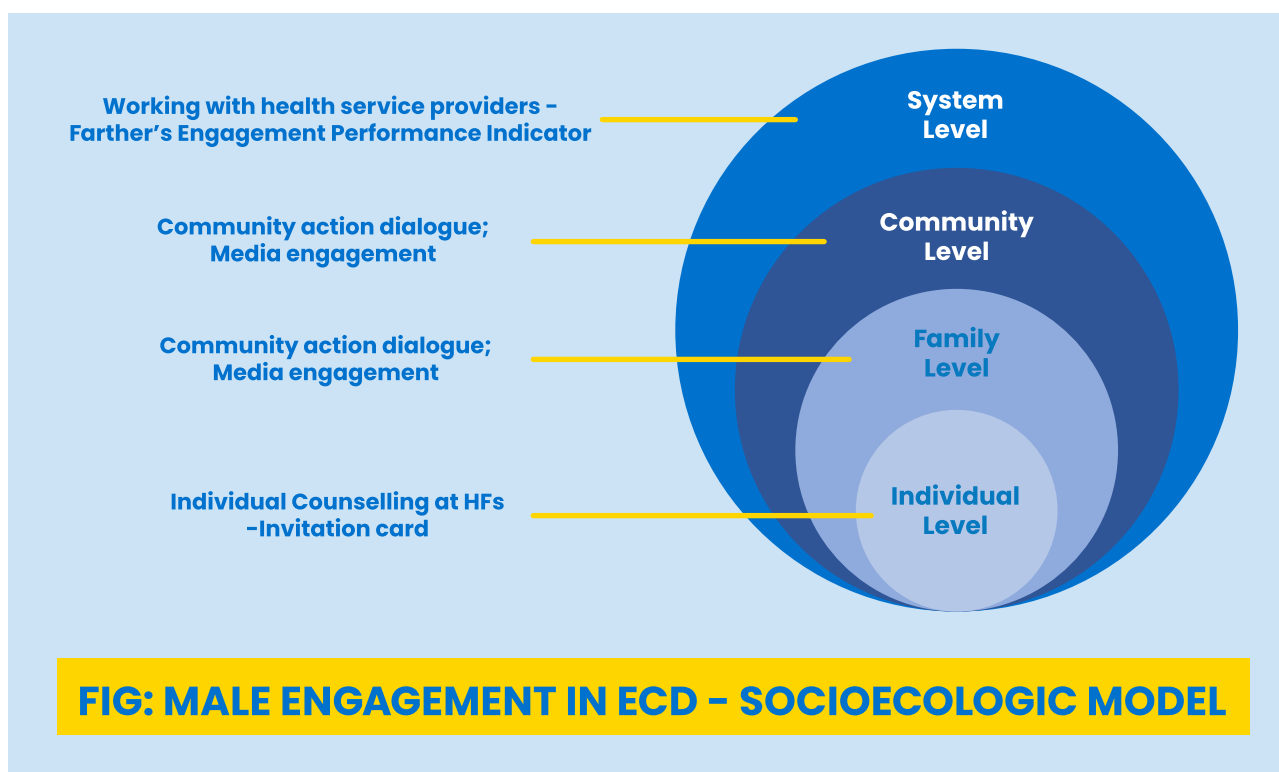 Working with health service providers -
Farther's Engagement Performance Indicator
System
Level
Community action dialogue;
Media engagement
Community
Level
Community action dialogue;
Media engagement
Family
Level
Individual Counselling at HFs
-Invitation card
Individual
Level
FIG: MALE ENGAGEMENT IN ECD - SOCIOECOLOGIC MODEL